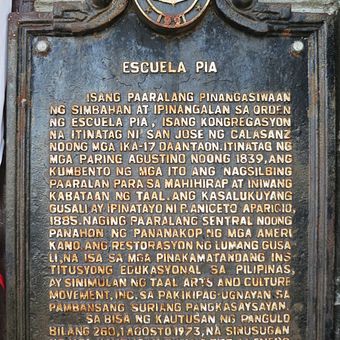 ESCUELA PIA
ISANG PAARALANG PINANGASIWAAN
NG SIMBAHAN AT IPINANGALAN SA ORDEN
NG ESCUELA PIA, ISANG KONGREGASYON
NA ITINATAG NI SAN JOSE NG CALASANZ
NOONG MGA IKA-17 DAANTAON. ITINATAG NG
MGA PARING AGUSTINO NOONG 1839, ANG
KUMBENTO NG MGA ITO ANG NAGSILBING
PAARALAN PARA SA MAHIHIRAP AT INIWANG
KABATAAN NG TAAL. ANG KASALUKUYANG
GUSALI AY IPINATAYO NI P. ANICETO APARICIO
1885. NAGING PAARALANG SENTRAL NOONG
PANAHON NG PANANAKOP NG MGA AMERI
KANO. ANG RESTORASYON NG LUMANG GUSA
LI, NA ISA SA MGA PINAKAMATANDANG INS
TITUSYONG EDUKASYONAL SA PILIPINAS,
AY SINIMULAN NG TAAL ARTS AND CULTURE
MOVEMENT, INC. SA PAKIKIPAG-UGNAYAN SA
PAMBANSANG SURIANG PANGKASAYSAYAN.
SA BISA NG KAUTUSAN NG PANGULO
BILANG 260, 1 AGOSTO 1973, NA SINUSUGAN